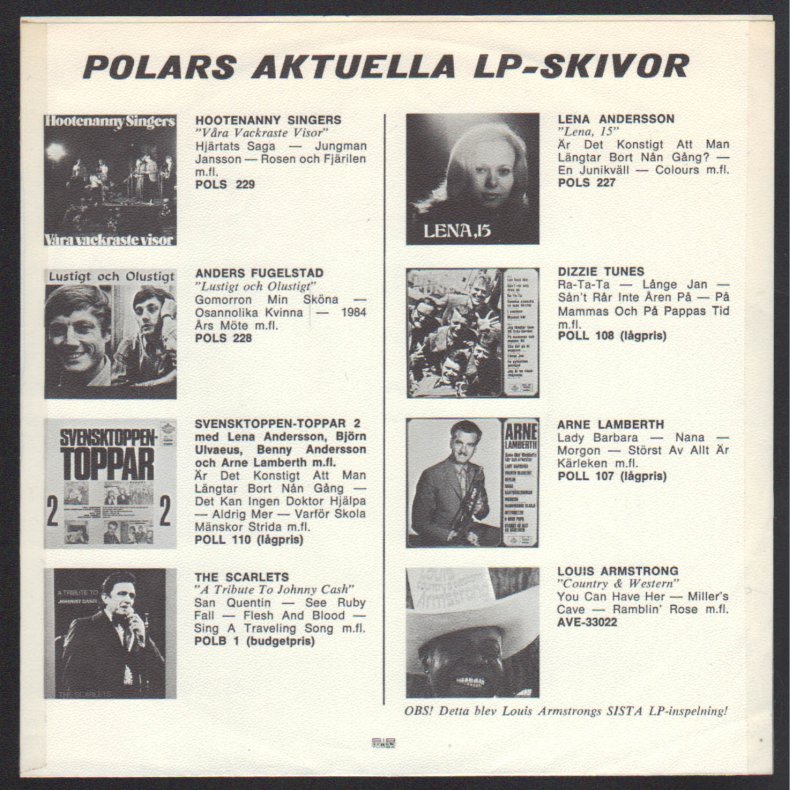 POLARS AKTUELLA LP-SKIVOR
Hootenanny Singers
Våra vackraste visor
HOOTENANNY SINGERS
"Våra Vackraste Visor"
Hjärtats Saga — Jungman
Jansson — Rosen och Fjärilen
m.fl.
POLS 229
Lustigt och Olustigt
ANDERS FUGELSTAD
"Lustigt och Olustigt"
Gomorron Min Sköna —
Osannolika Kvinna — 1984
Års Möte m.fl.
POLS 228
SVENSKTOPPEN-
TOPPAR
2 2
SVENSKTOPPEN-TOPPAR 2
med Lena Andersson, Björn
Ulvaeus, Benny Andersson
och Arne Lamberth m.fl.
Är Det Konstigt Att Man
Längtar Bort Nån Gång —
Det Kan Ingen Doktor Hjälpa
— Aldrig Mer — Varför Skola
Mänskor Strida m.fl.
POLL 110 (lågpris)
A TRIBUTE TO
JOHNNY CASH
THE SCARLETS
THE SCARLETS
"A Tribute To Johnny Cash"
San Quentin — See Ruby
Fall — Flesh And Blood —
Sing A Traveling Song m.fl.
POLB 1 (budgetpris)
LENA, 15
LENA ANDERSSON
"Lena, 15"
Är Det Konstigt Att Man
Längtar Bort Nån Gång? —
En Junikväll — Colours m.fl.
POLS 227
DIZZIE TUNES
Ra-Ta-Ta — Långe Jan —
Sån't Rår Inte Åren På — På
Mammas Och På Pappas Tid
m.fl.
POLL 108 (lågpris)
ARNE
LAMBERTH
ARNE LAMBERTH
Lady Barbara — Nana —
Morgon — Störst Av Allt Är
Kärleken m.fl.
POLL 107 (lågpris)
LOUIS ARMSTRONG
"Country & Western"
You Can Have Her — Miller's
Cave — Ramblin' Rose m.fl.
AVE-33022
OBS! Detta blev Louis Armstrongs SISTA LP-inspelning!